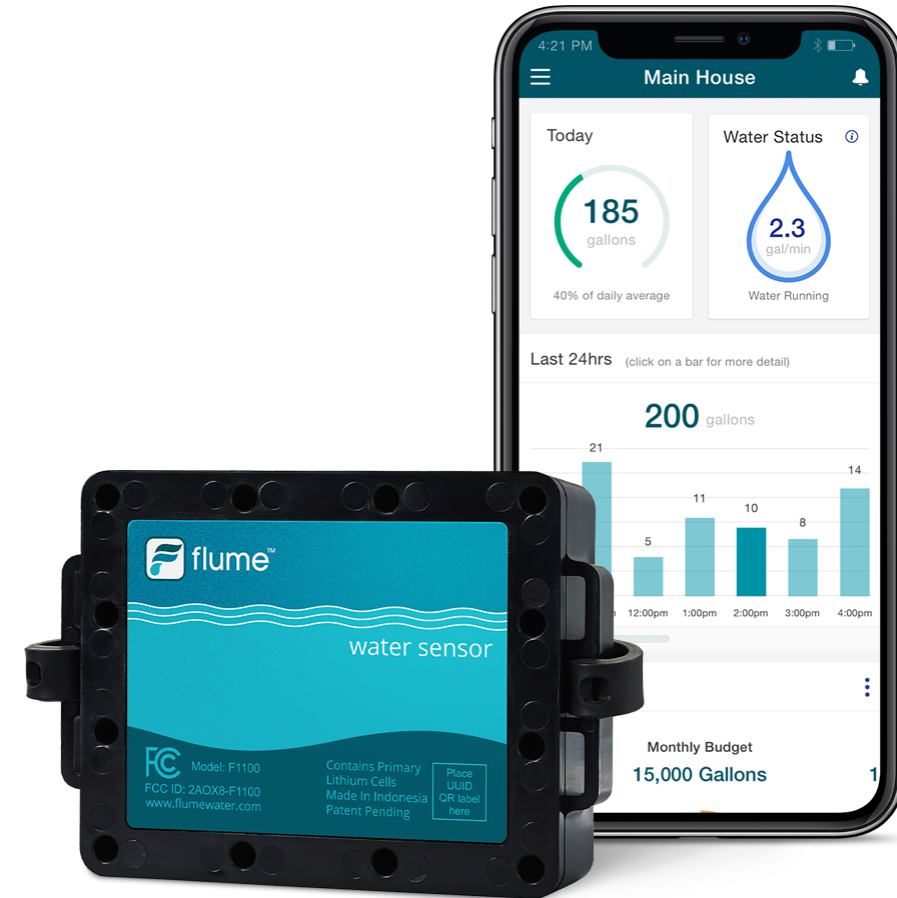 4:21 PM
Main House
Today
185
gallons
40% of daily average
Water Status
2.3
gal/min
Water Running
Last 24hrs (click on a bar for more detail)
200 gallons
21
5
11
10
8
14
12:00pm 1:00pm 2:00pm 3:00pm 4:00pm
Monthly Budget
15,000 Gallons
flume™
water sensor
FC Model: F1100
FCC ID: 2AOX8-F1100
www.flumewater.com
Contains Primary
Lithium Cells
Made In Indonesia
Patent Pending
Place
UUID
QR label
here